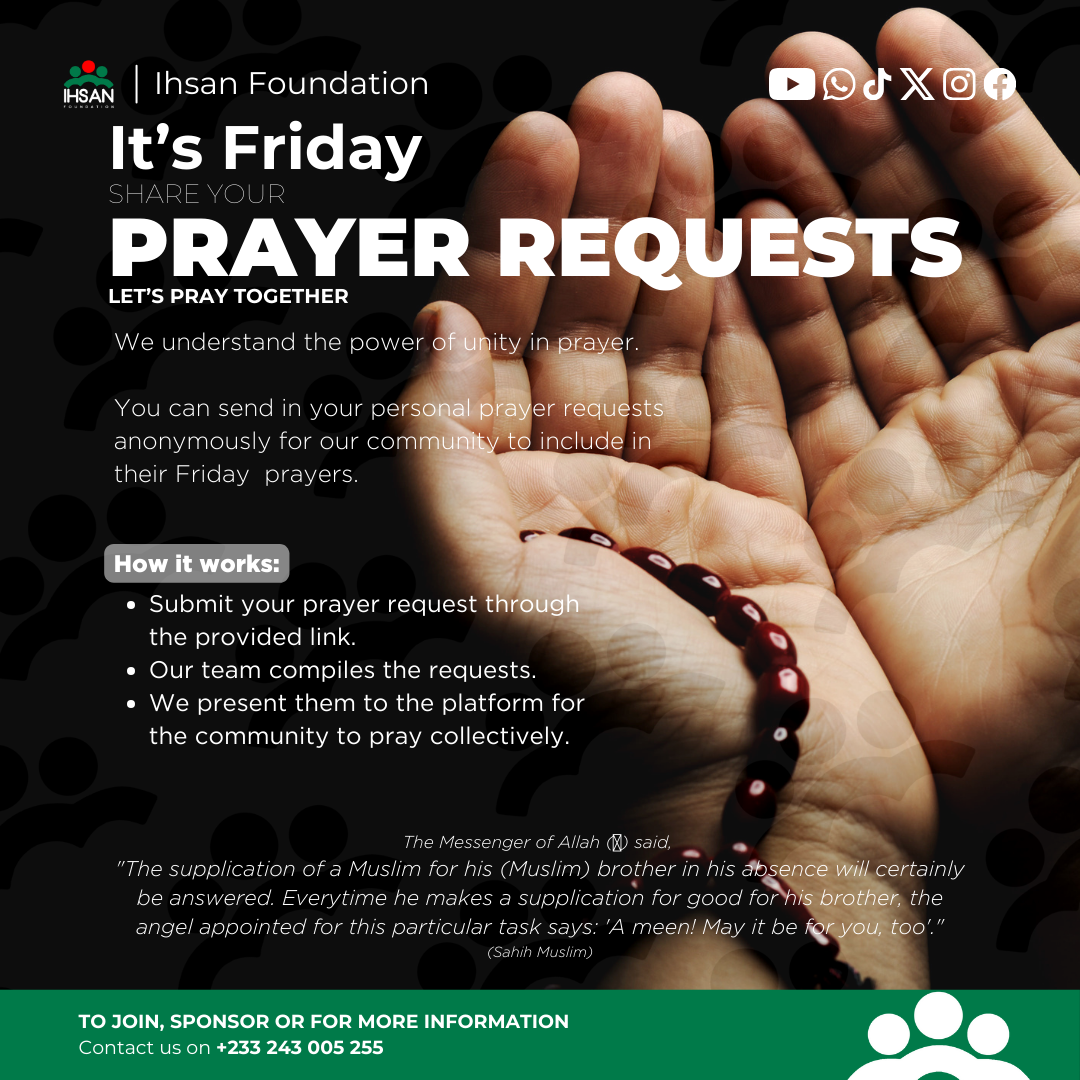 IHSAN
FOUNDATION
Ihsan Foundation
It’s Friday
SHARE YOUR
PRAYER REQUESTS
LET’S PRAY TOGETHER
We understand the power of unity in prayer.
You can send in your personal prayer requests
anonymously for our community to include in
their Friday  prayers.
How it works:
• Submit your prayer request through
the provided link.
• Our team compiles the requests.
• We present them to the platform for
the community to pray collectively.
The Messenger of Allah () said,
"The supplication of a Muslim for his (Muslim) brother in his absence will certainly
be answered. Everytime he makes a supplication for good for his brother, the
angel appointed for this particular task says: 'A meen! May it be for you, too'."
(Sahih Muslim)
TO JOIN, SPONSOR OR FOR MORE INFORMATION
Contact us on +233 243 005 255